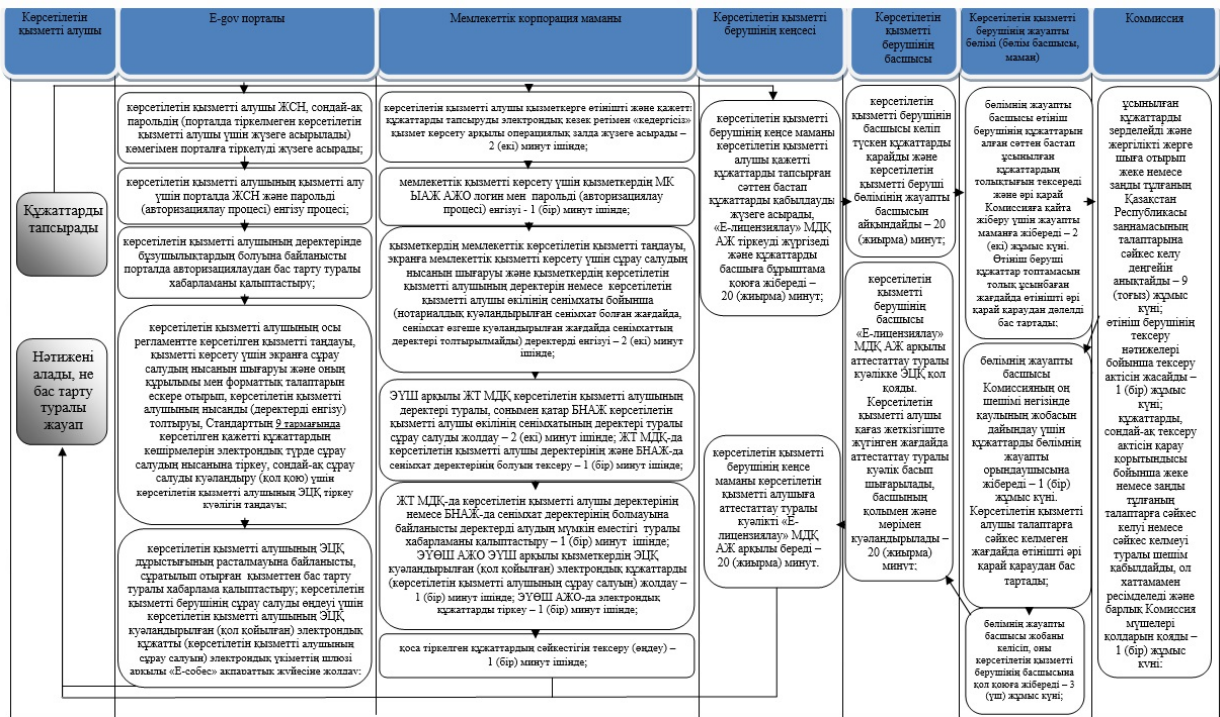 Көрсетілетін
қызметті алушы
E-gov порталы
Мемлекеттік корпорация маманы
Көрсетілетін қызметті
берушінің кеңсесі
Көрсетілетін
қызметті
берушінің
басшысы
Көрсетілетін қызметті
берушінің жауапты
бөлімі (бөлім басшысы,
маман)
Коммиссия
Құжаттарды
тапсырады
Нәтижені
алады, не
бас тарту
туралы
жауап
көрсетілетін қызметті алушы ЖСН, сондай-ақ
парольдің (порталда тіркелмеген көрсетілетін
қызметті алушы үшін жүзеге асырылады)
көмегімен порталға тіркелуді жүзеге асырады;
көрсетілетін қызметті алушының қызметті алу
үшін порталда ЖСН және парольді
(авторизациялау процесі) енгізу процесі;
көрсетілетін қызметті алушының деректерінде
бұзушылықтардың болуына байланысты
порталда авторизациялаудан бас тарту туралы
хабарламаны қалыптастыру;
көрсетілетін қызметті алушының осы
регламентте көрсетілген қызметті таңдауы,
қызметті көрсету үшін экранға сұрау
салудың нысанын шығаруы және оның
құрылымы мен форматтық талаптарын
ескере отырып, көрсетілетін қызметті
алушының нысанды (деректерді енгізу)
толтыруы, Стандарттың 9 тармағында
көрсетілген қажетті құжаттардың
көшірмелерін электрондық түрде сұрау
салудың нысанына тіркеу, сондай-ақ сұрау
салуды куәландыру (қол қою) үшін
көрсетілетін қызметті алушының ЭЦҚ тіркеу
куәлігін таңдауы;
көрсетілетін қызметті алушының ЭЦҚ
дұрыстығының расталмауына байланысты,
сұратылып отырған қызметтен бас тарту
туралы хабарлама қалыптастыру; көрсетілетін
қызметті берушінің сұрау салуды өңдеуі үшін
көрсетілетін қызметті алушының ЭЦҚ
куәландырылған (қол қойылған) электрондық
құжатты (көрсетілетін қызметті алушының
сұрау салуын) электрондық үкіметтің шлюзі
арқылы «Е-собес» ақпараттық жүйесіне жолдау;
көрсетілетін қызметті алушы қызметкерге өтінішті және қажетті
құжаттарды тапсыруды электрондық кезек ретімен «кедергісіз»
қызмет көрсету арқылы операциялық залда жүзеге асырады –
2 (екі) минут ішінде;
мемлекеттік қызметті көрсету үшін қызметкердің МК
ЫБАЖ АЖО логин мен парольді (авторизациялау
процесі) енгізуі - 1 (бір) минут ішінде;
қызметкердің мемлекеттік көрсетілетін қызметті таңдауы,
экранға мемлекеттік қызметті көрсету үшін сұрау салудың
нысанын шығаруы және қызметкердің көрсетілетін
қызметті алушының деректерін немесе көрсетілетін
қызметті алушы өкілінің сенімхаты бойынша
(нотариалдық куәландырылған сенімхат болған жағдайда,
сенімхат өзгеше куәландырылған жағдайда сенімхаттың
деректері толтырылмайды) деректерді енгізуі – 2 (екі) минут
ішінде;
ЭҮШ арқылы ЖТ МДҚ көрсетілетін қызметті алушының
деректері туралы, сонымен қатар БНАЖ көрсетілетін
қызметті алушы өкілінің сенімхатының деректері туралы
сұрау салуды жолдау - 2 (екі) минут ішінде; ЖТ МДҚ-да
көрсетілетін қызметті алушы деректерінің және БНАЖ-да
сенімхат деректерінің болуын тексеру - 1 (бір) минут ішінде;
ЖТ МДҚ-да көрсетілетін қызметті алушы деректерінің
немесе БНАЖ-да сенімхат деректерінің болмауына
байланысты деректерді алудың мүмкін еместігі туралы
хабарламаны қалыптастыру – 1 (бір) минут ішінде;
ЭҮӨШ АЖО ЭҮШ арқылы қызметкердің ЭЦҚ
куәландырылған (қол қойылған) электрондық құжаттарды
(көрсетілетін қызметті алушының сұрау салуын) жолдау –
1 (бір) минут ішінде; ЭҮӨШ АЖО-да электрондық
құжаттарды тіркеу – 1 (бір) минут ішінде;
қоса тіркелген құжаттардың сәйкестігін тексеру (өңдеу) –
1 (бір) минут ішінде;
көрсетілетін қызметті
берушінің кеңсе маманы
көрсетілетін қызметті
алушы қажетті
құжаттарды тапсырған
сәттен бастап
құжаттарды қабылдауды
жүзеге асырады,
«Е-лицензиялау» МДҚ
АЖ тіркеуді жүргізеді
және құжаттарды
басшыға бұрыштама
қоюға жібереді –
20 (жиырма) минут;
көрсетілетін қызметті
берушінің кеңсе
маманы көрсетілетін
қызметті алушыға
аттестаттау туралы
куәлікті «Е-
лицензиялау» МДҚ
АЖ арқылы береді –
20 (жиырма) минут.
көрсетілетін
қызметті берушінің
басшысы келіп
түскен құжаттарды
қарайды және
көрсетілетін
қызметті беруші
бөлімінің жауапты
басшысын
айқындайды – 20
(жиырма) минут;
көрсетілетін қызметті
берушінің
басшысы
«Е-лицензиялау»
МДҚ АЖ арқылы
аттестаттау туралы
куәлікке ЭЦҚ қол
қояды.
Көрсетілетін
қызметті алушы
қағаз жеткізгіште
жүгінген жағдайда
аттестаттау туралы
куәлік басып
шығарылады,
басшының
қолымен және
мөрімен
куәландырылады –
20 (жиырма)
минут;
бөлімнің жауапты
басшысы өтініш
берушінің құжаттарын
алған сәттен бастап
ұсынылған
құжаттардың
толықтығын тексереді
және әрі қарай
Комиссияға қайта
жіберу үшін жауапты
маманға жібереді – 2
(екі) жұмыс күні.
Өтініш беруші
құжаттар топтамасын
толық ұсынбаған
жағдайда өтінішті әрі
қарай қараудан дәлелді
бас тартады;
бөлімнің жауапты
басшысы
Комиссияның оң
шешімі негізінде
қаулының жобасын
дайындау үшін
құжаттарды бөлімнің
жауапты
орындаушысына
жібереді – 1 (бір)
жұмыс күні.
Көрсетілетін қызметті
алушы талаптарға
сәйкес келмеген
жағдайда өтінішті әрі
қарай қараудан бас
тартады;
бөлімнің жауапты
басшысы жобаны
келісіп, оны
көрсетілетін қызметті
берушінің басшысына
қол қоюға жібереді – 3
(үш) жұмыс күні;
ұсынылған
құжаттарды
зерделейді және
жергілікті жерге
шыға отырып
жеке немесе
заңды тұлғаның
Қазақстан
Республикасы
заңнамасының
талаптарына
сәйкес келу
деңгейін
анықтайды – 9
(тоғыз) жұмыс
күні;
өтініш берушінің
тексеру
нәтижелері
бойынша тексеру
актісін жасайды –
1 (бір) жұмыс
күні;
құжаттарды,
сондай-ақ тексеру
актісін қарау
қорытындысы
бойынша жеке
немесе заңды
тұлғаның
талаптарға сәйкес
келуі немесе
сәйкес келмеуі
туралы шешім
қабылдайды, ол
хаттамамен
ресімделеді және
барлық Комиссия
мүшелері
қолдарын қояды –
1 (бір) жұмыс
күні;